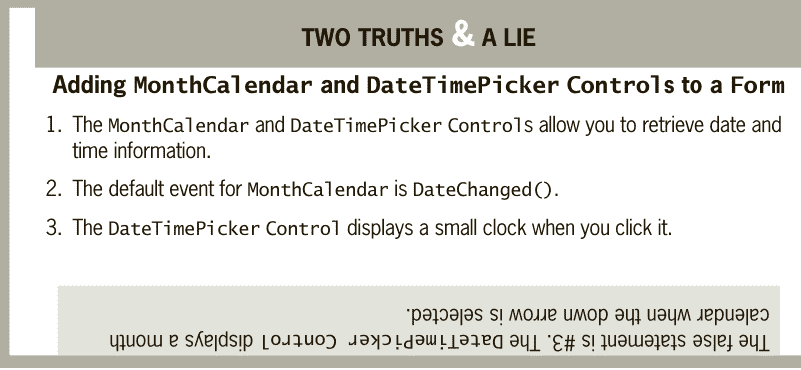 TWO TRUTHS & A LIE
Adding MonthCalendar and DateTimePicker Controls to a Form
1. The MonthCalendar and DateTimePicker Controls allow you to retrieve date and
time information.
2. The default event for MonthCalendar is DateChanged().
3. The DateTimePicker Control displays a small clock when you click it.
The false statement is #3. The DateTimePicker Control displays a month
calendar when the down arrow is selected.